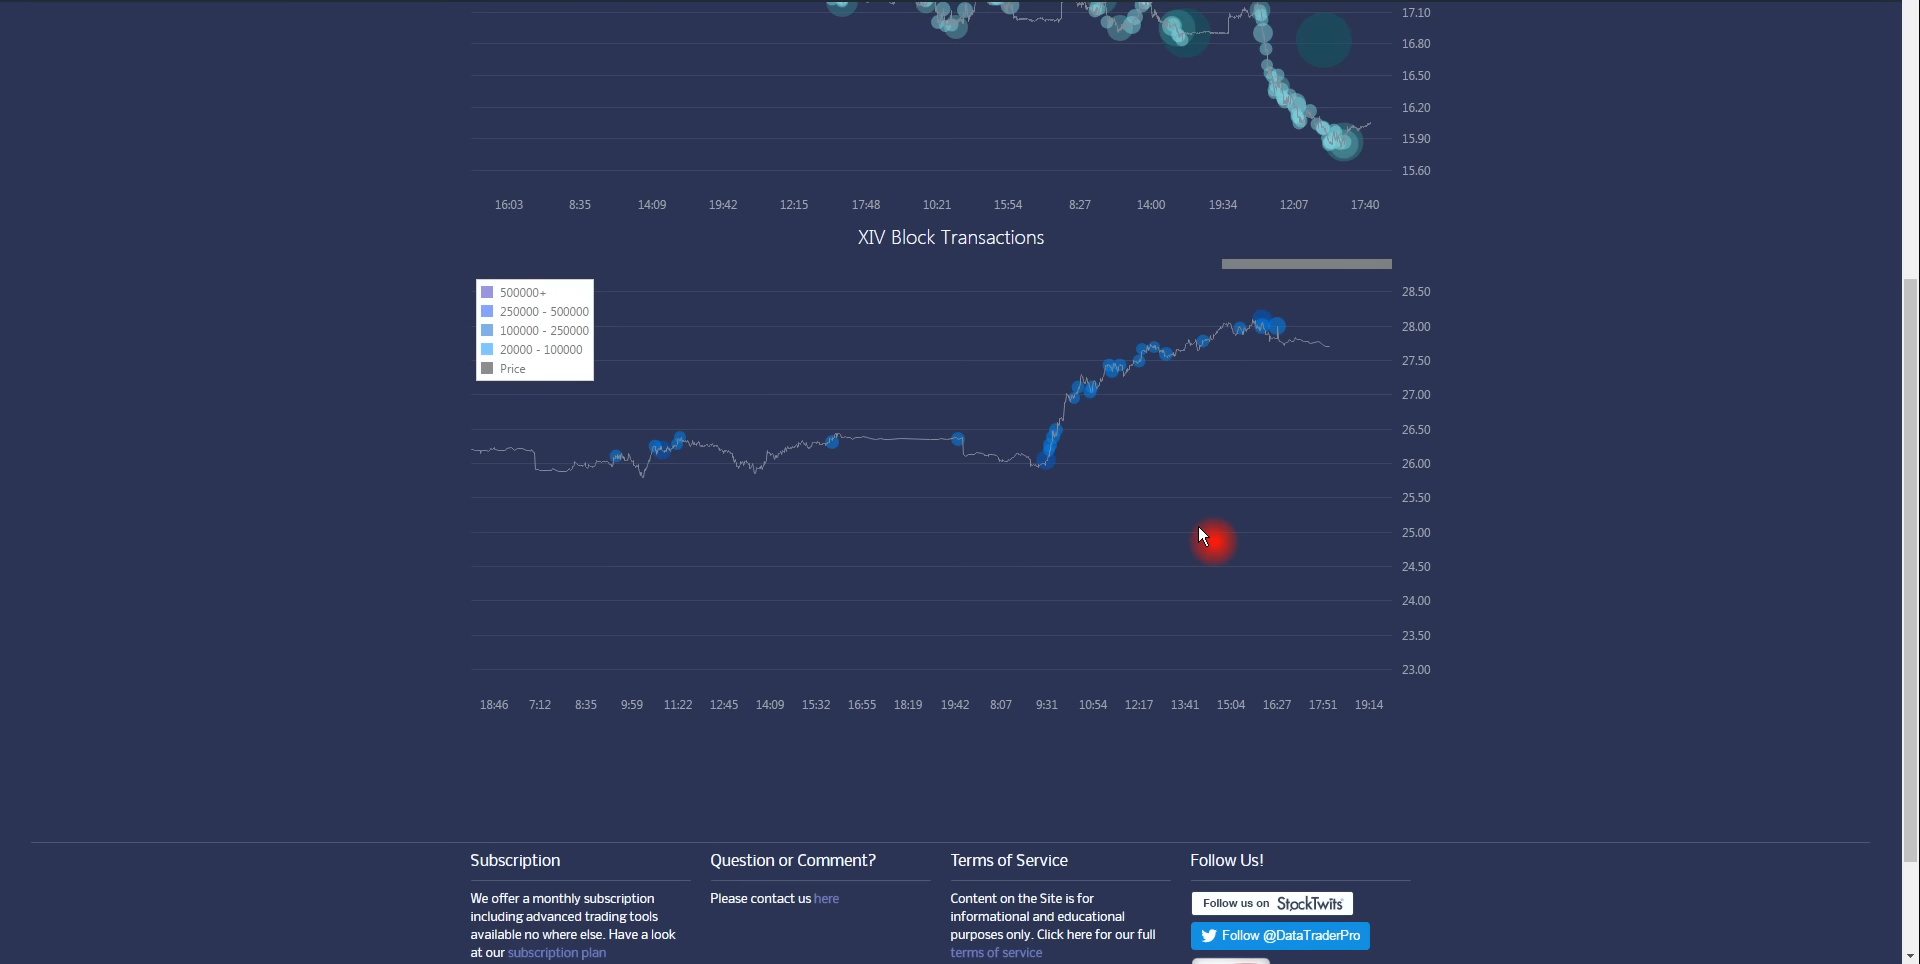 17.10
16.80
16.50
16.20
15.90
15.60
16:03 8:35 14:09 19:42 12:15 17:48 10:21 15:54 8:27 14:00 19:34 12:07 17:40
XIV Block Transactions
500000+
250000 - 500000
100000 - 250000
20000 - 100000
Price
28.50
28.00
27.50
27.00
26.50
26.00
25.50
25.00
24.50
24.00
23.50
23.00
18:46 7:12 8:35 9:59 11:22 12:45 14:09 15:32 16:55 18:19 19:42 8:07 9:31 10:54 12:17 13:41 15:04 16:27 17:51 19:14
Subscription
We offer a monthly subscription
including advanced trading tools
available no where else. Have a look
at our subscription plan
Question or Comment?
Please contact us here
Terms of Service
Content on the Site is for
informational and educational
purposes only. Click here for our full
terms of service
Follow Us!
Follow us on StockTwits
Follow @DataTraderPro